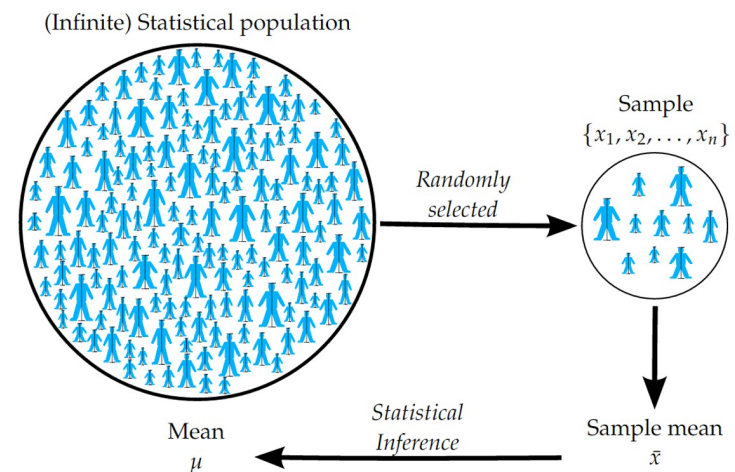 (Infinite) Statistical population
Randomly
selected
Sample
{x₁, x₂, . . . , xₙ}
Sample mean
x̄
Statistical
Inference
Mean
μ